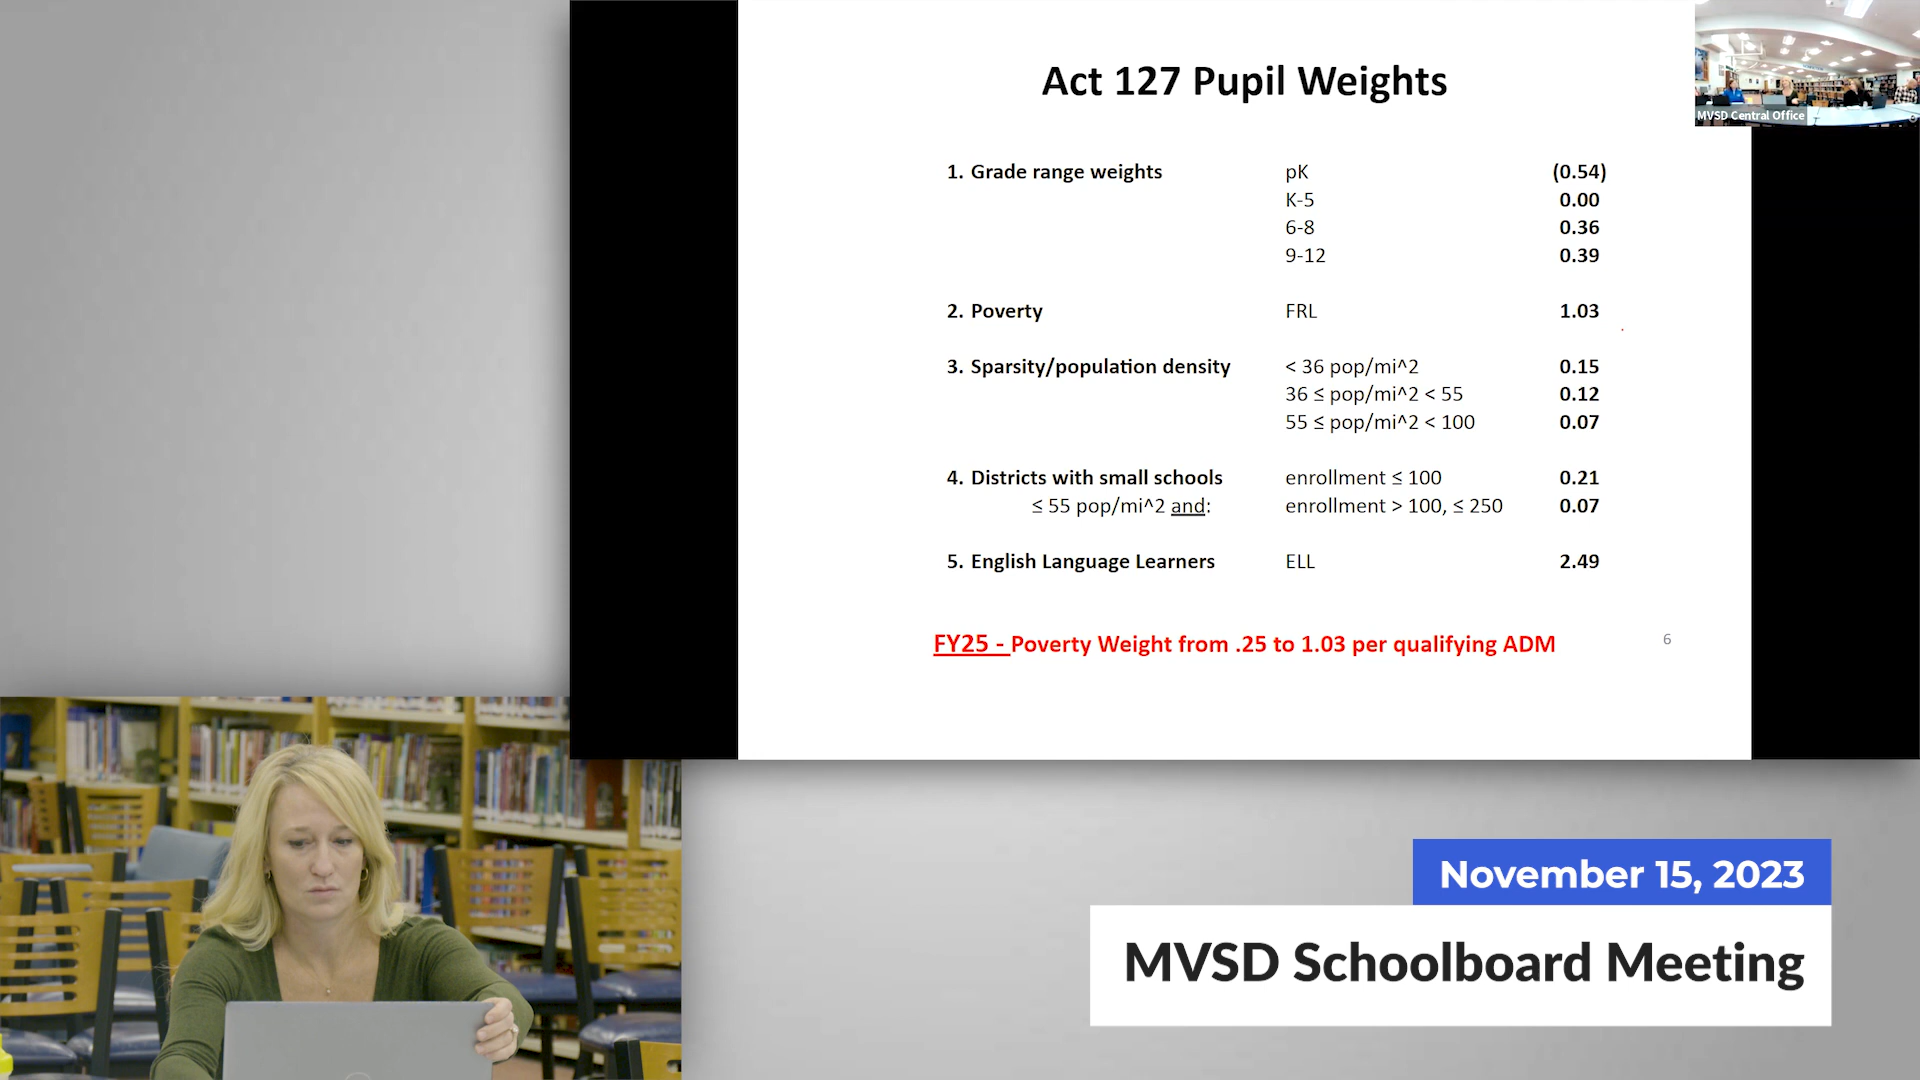 Act 127 Pupil Weights
MVSD Central Office
1. Grade range weights pK (0.54)
K-5 0.00
6-8 0.36
9-12 0.39
2. Poverty FRL 1.03
3. Sparsity/population density < 36 pop/mi^2 0.15
36 ≤ pop/mi^2 < 55 0.12
55 ≤ pop/mi^2 < 100 0.07
4. Districts with small schools enrollment ≤ 100 0.21
≤ 55 pop/mi^2 and: enrollment > 100, ≤ 250 0.07
5. English Language Learners ELL 2.49
FY25 - Poverty Weight from .25 to 1.03 per qualifying ADM
6
November 15, 2023
MVSD Schoolboard Meeting